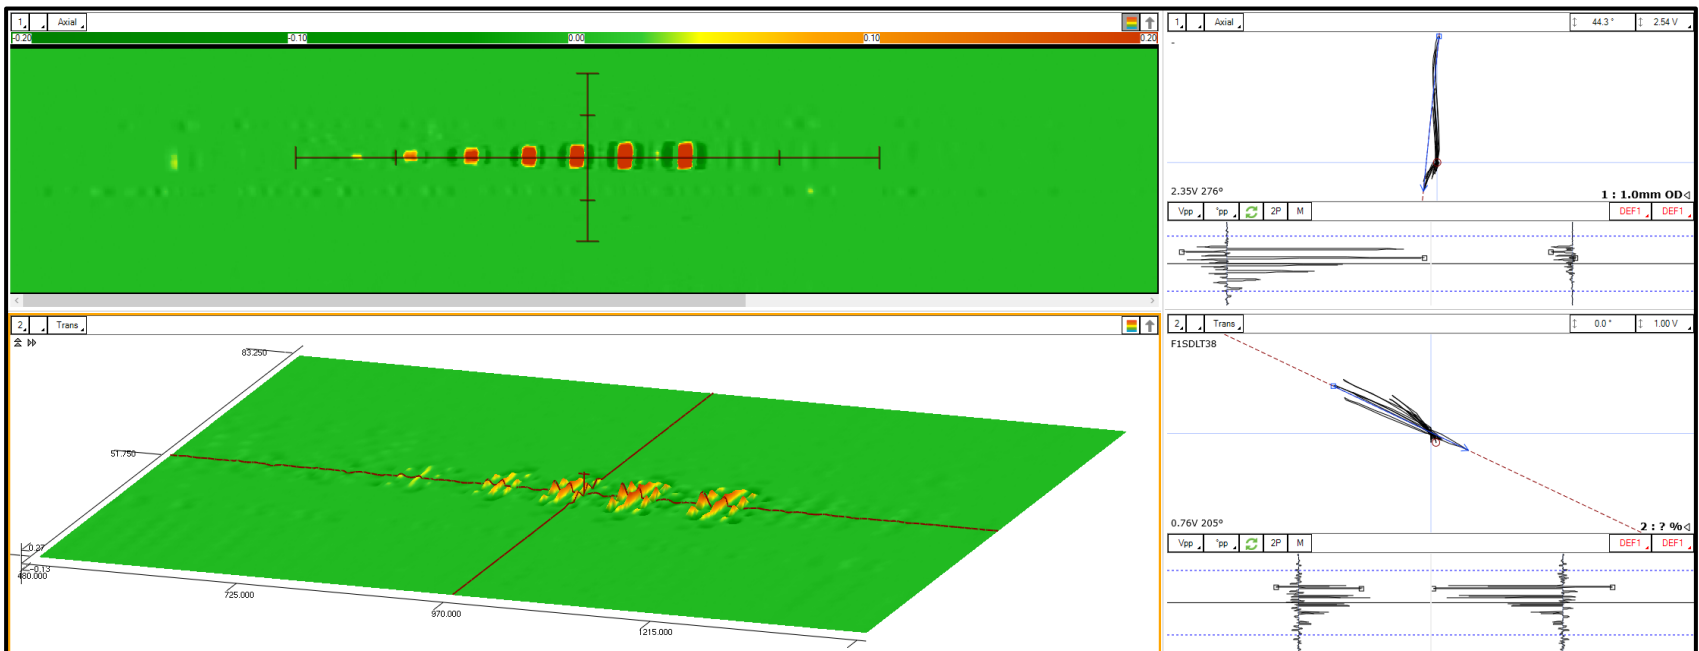 1 Axial
-0.20 -0.10 0.00 0.10 0.20
2 Trans
83.250
51.750
0.27
-0.13
480.000
725.000
970.000
1215.000
1 Axial 44.3 ° 2.54 V
-
2.35V 276°
1 : 1.0mm OD
Vpp °pp 2P M DEF1 DEF1
2 Trans 0.0 ° 1.00 V
F1SDLT38
0.76V 205°
2 : ? %
Vpp °pp 2P M DEF1 DEF1